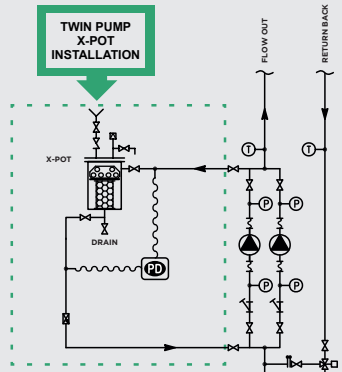 TWIN PUMP
X-POT
INSTALLATION
FLOW OUT
RETURN BACK
T
T
X-POT
P
P
DRAIN
PD
P
P